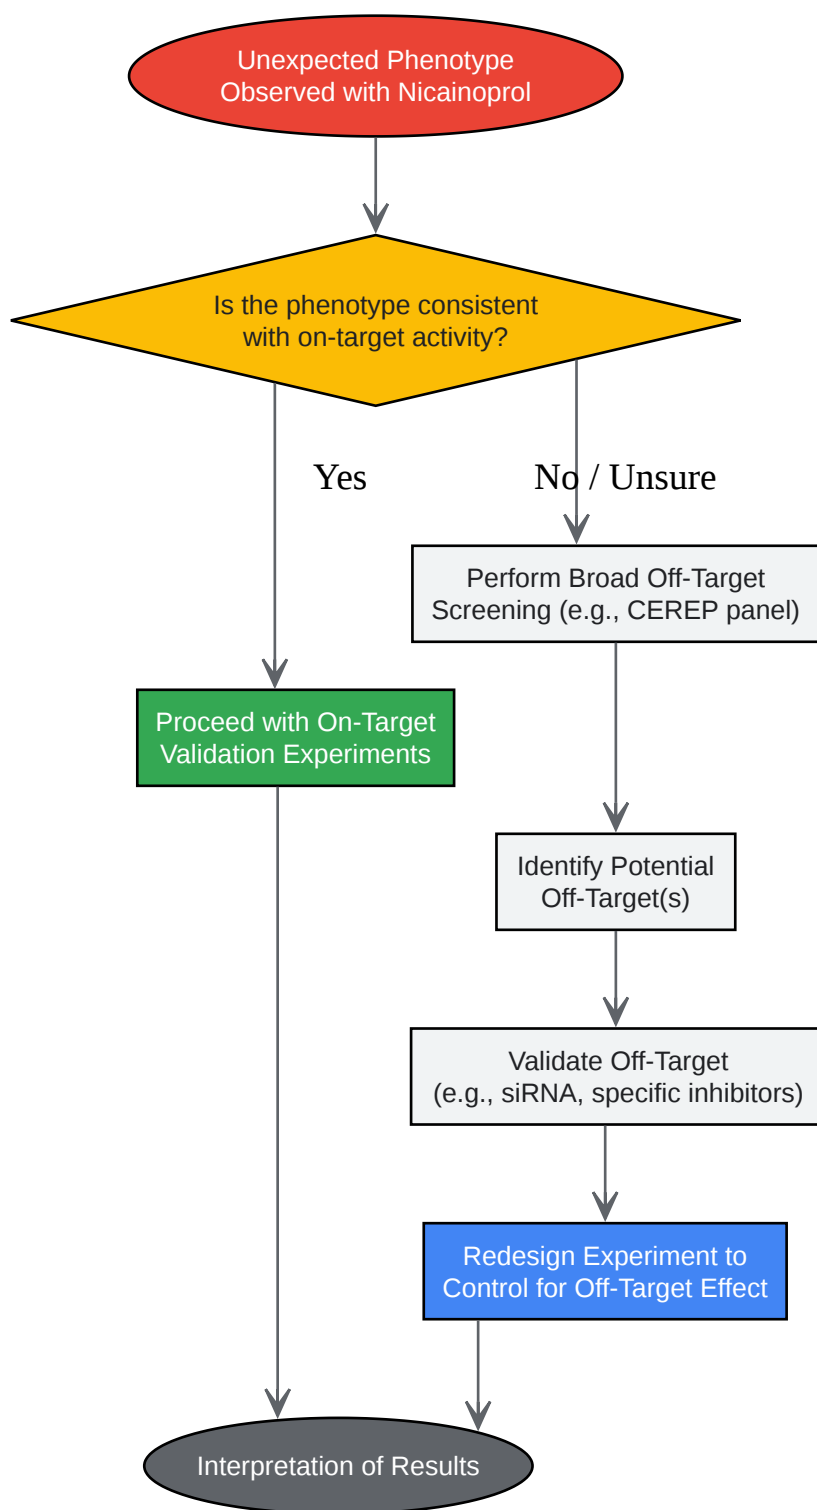 Unexpected Phenotype
Observed with Nicainoprol
Is the phenotype consistent
with on-target activity?
Yes
No / Unsure
Perform Broad Off-Target
Screening (e.g., CEREP panel)
Proceed with On-Target
Validation Experiments
Identify Potential
Off-Target(s)
Validate Off-Target
(e.g., siRNA, specific inhibitors)
Redesign Experiment to
Control for Off-Target Effect
Interpretation of Results